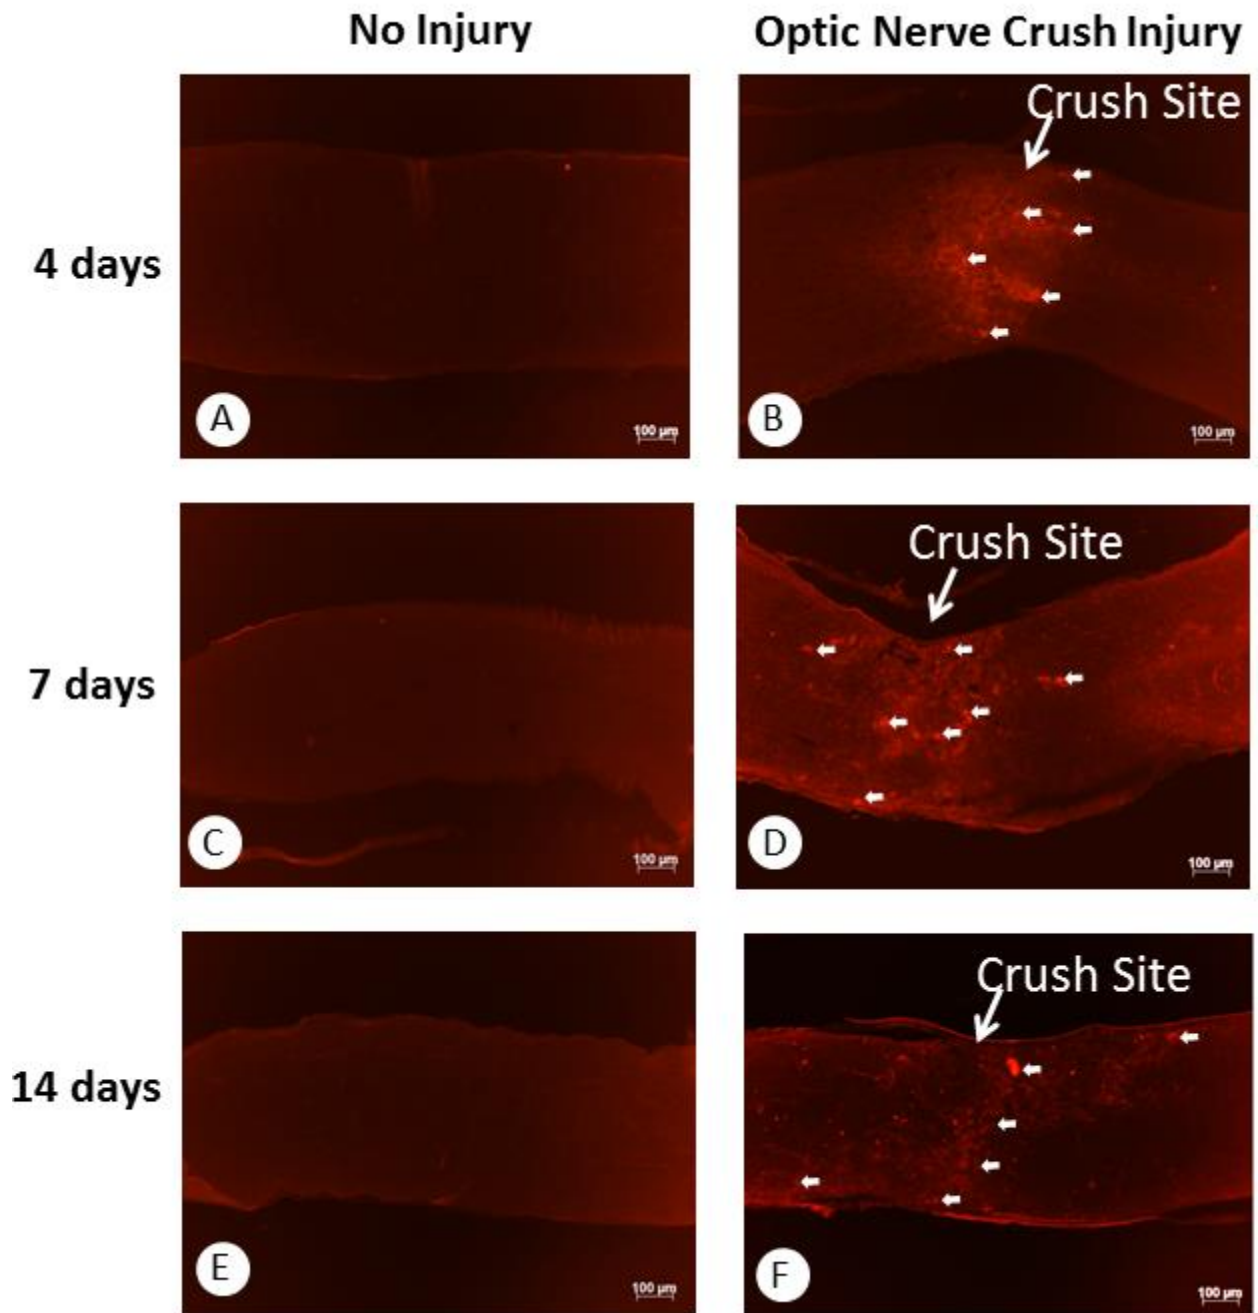 No Injury
Optic Nerve Crush Injury
4 days
A
100 µm
Crush Site
B
100 µm
7 days
C
100 µm
Crush Site
D
100 µm
14 days
E
100 µm
Crush Site
F
100 µm